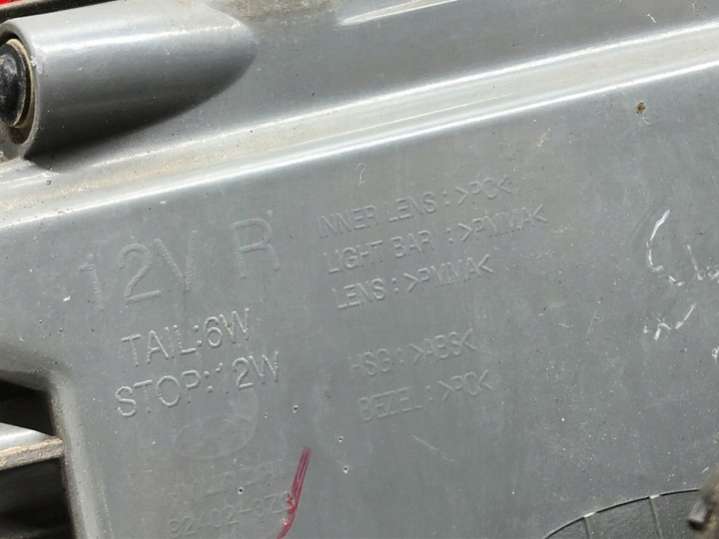 12V R
TAIL:6W
STOP:12W
INNER LENS : >PC<
LIGHT BAR : >PMMA<
LENS : >PMMA<
HSG : >ABS<
BEZEL : >PC<